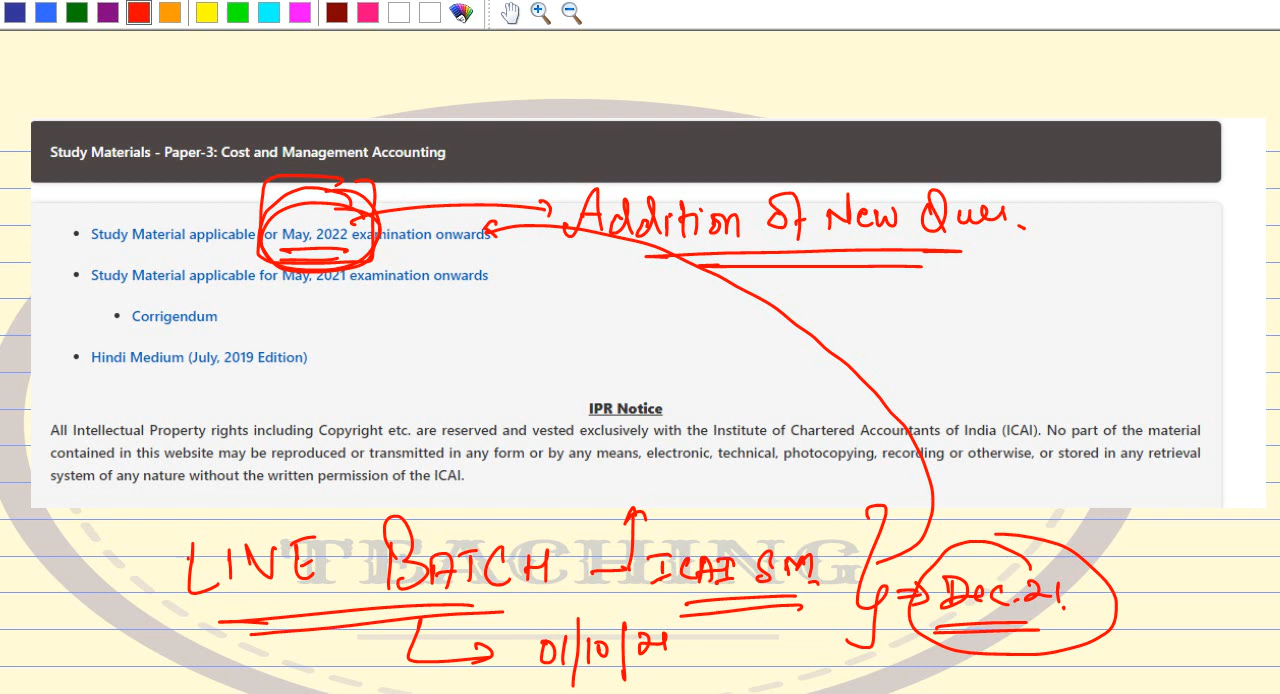 Study Materials - Paper-3: Cost and Management Accounting
Study Material applicable for May, 2022 examination onwards
Addition of New Ques.
Study Material applicable for May, 2021 examination onwards
Corrigendum
Hindi Medium (July, 2019 Edition)
IPR Notice
All Intellectual Property rights including Copyright etc. are reserved and vested exclusively with the Institute of Chartered Accountants of India (ICAI). No part of the material
contained in this website may be reproduced or transmitted in any form or by any means, electronic, technical, photocopying, recording or otherwise, or stored in any retrieval
system of any nature without the written permission of the ICAI.
TEACHING
LIVE BATCH → ICAI SM } ⇒ Dec. 21.
01/10/21